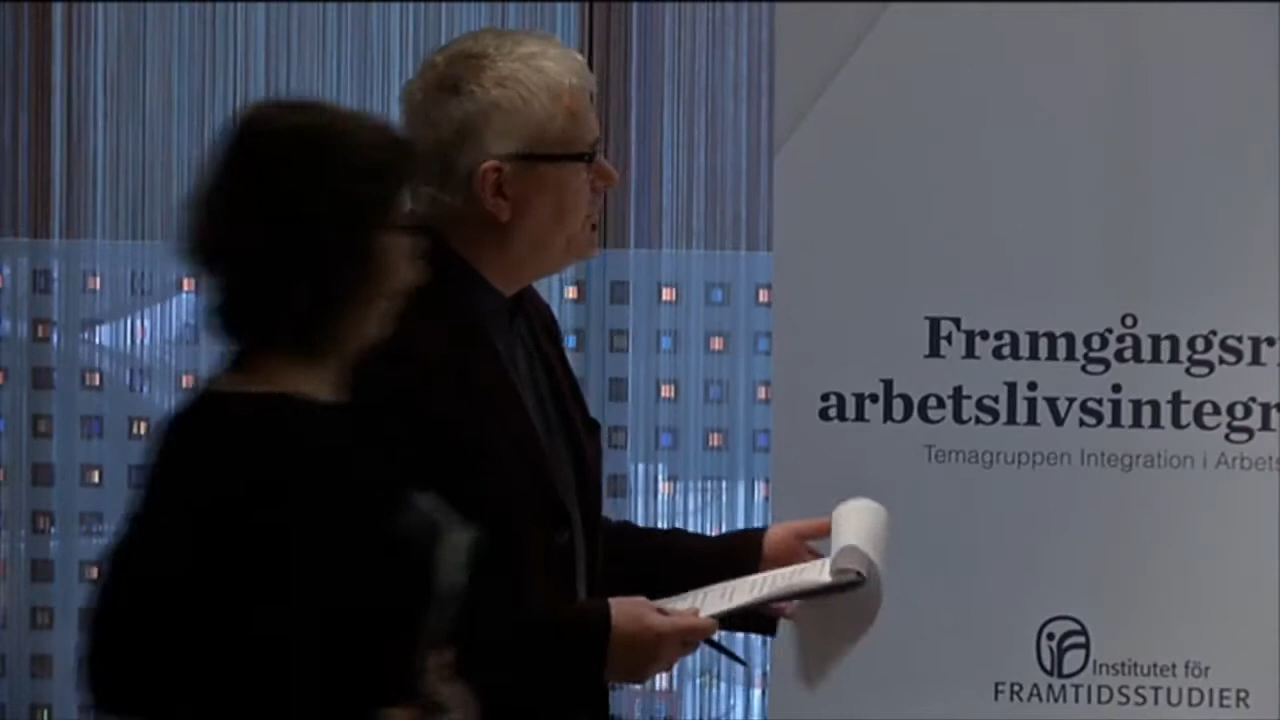 Framgångsr
arbetslivsintegr
Temagruppen Integration i Arbets
Institutet för
FRAMTIDSSTUDIER